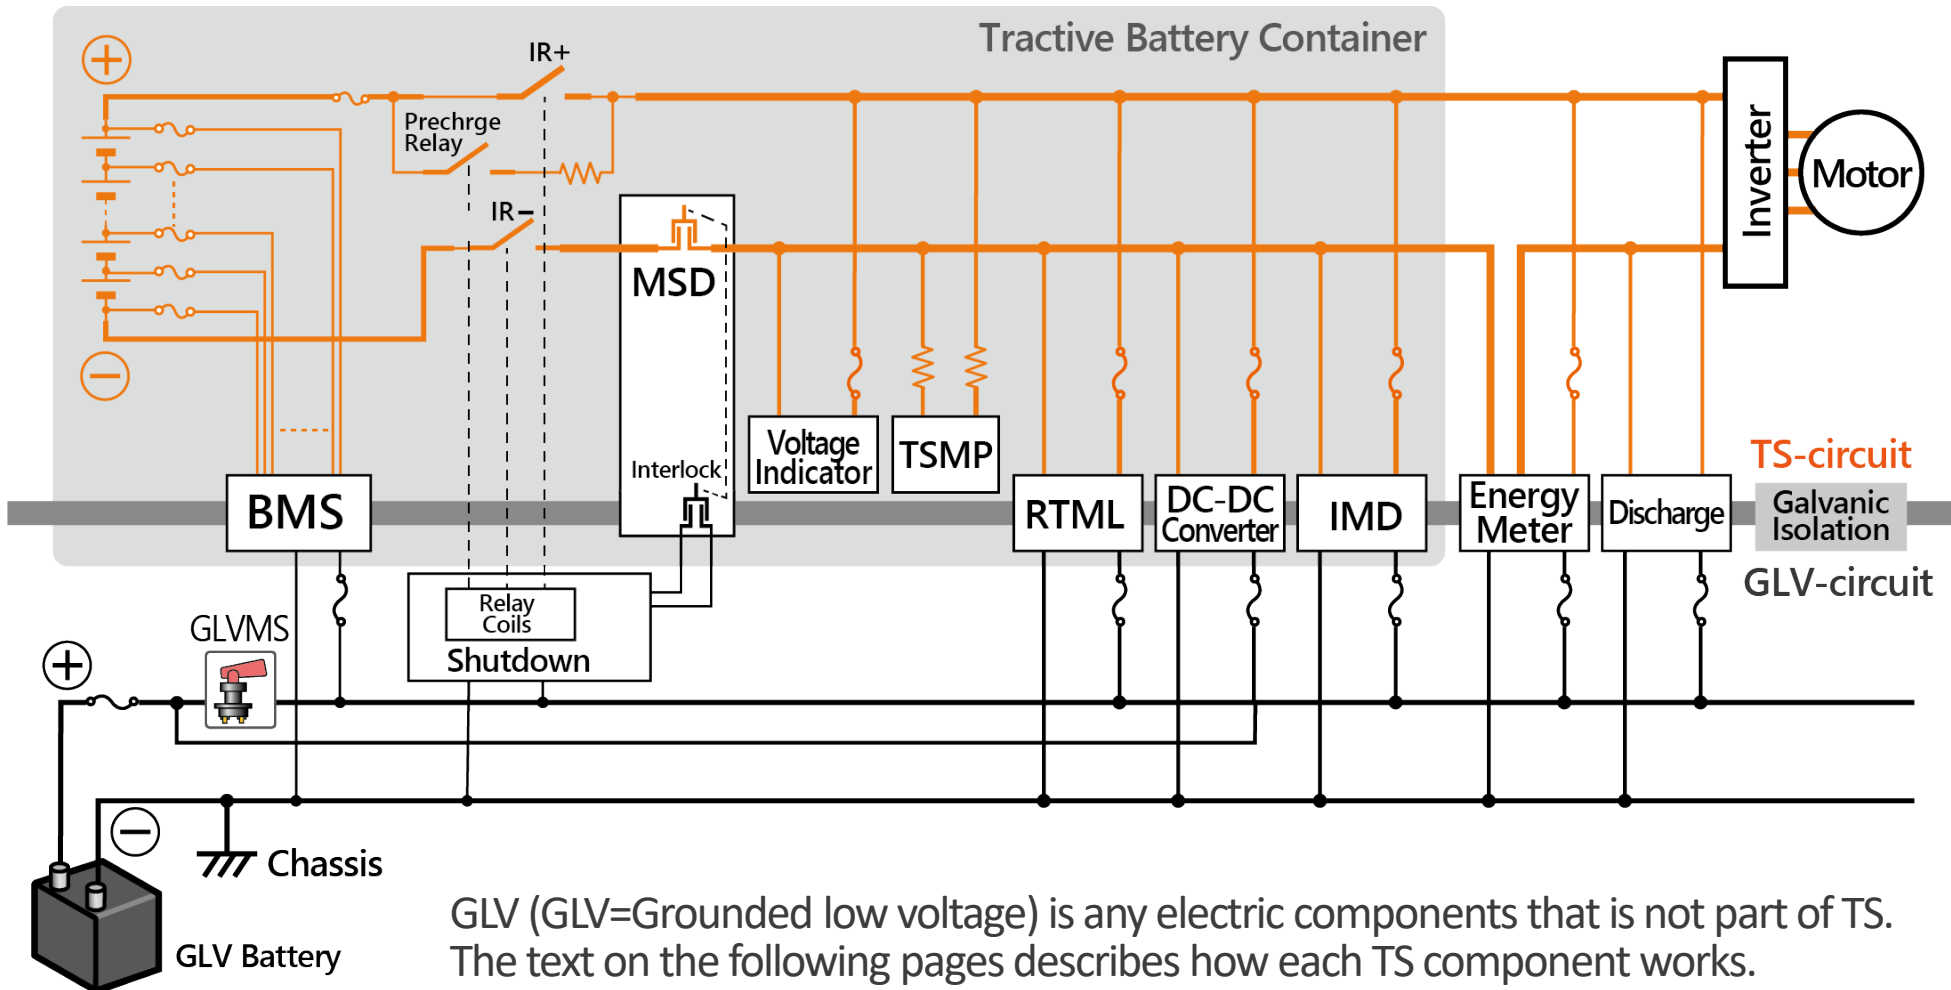 Tractive Battery Container
IR+
Prechrge
Relay
IR−
MSD
Interlock
Inverter
Motor
Voltage
Indicator
TSMP
BMS
RTML
DC-DC
Converter
IMD
Energy
Meter
Discharge
TS-circuit
Galvanic
Isolation
GLV-circuit
Relay
Coils
Shutdown
GLVMS
Chassis
GLV Battery
GLV (GLV=Grounded low voltage) is any electric components that is not part of TS.
The text on the following pages describes how each TS component works.